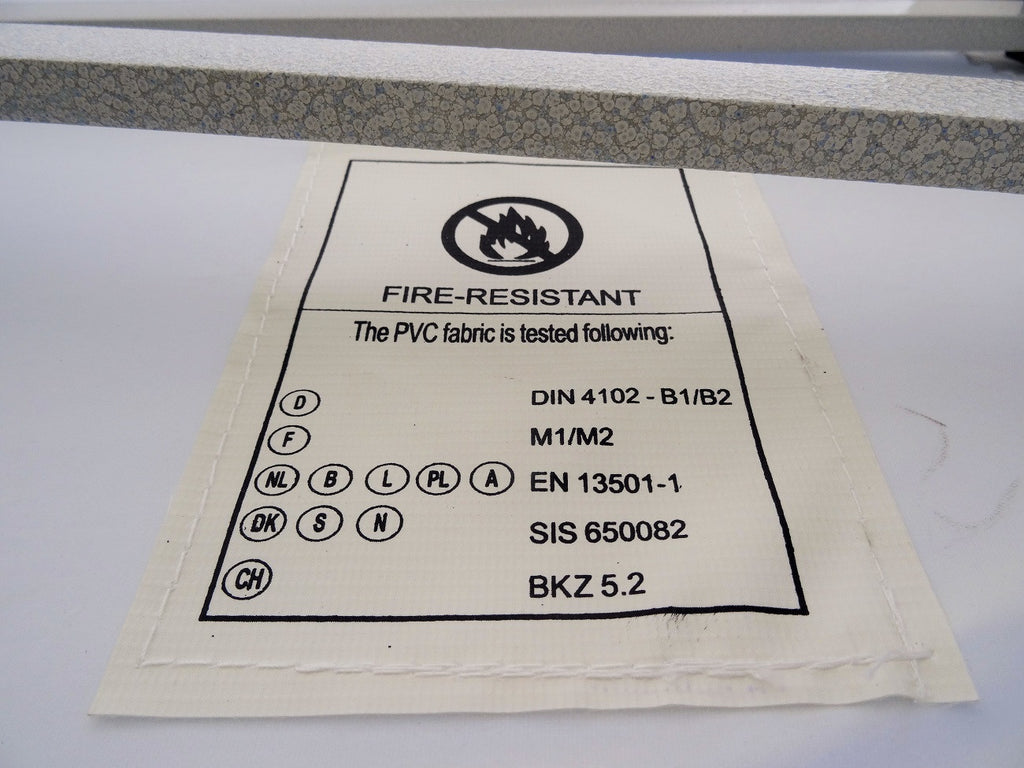 FIRE-RESISTANT
The PVC fabric is tested following:
D DIN 4102 - B1/B2
F M1/M2
NL B L PL A EN 13501-1
DK S N SIS 650082
CH BKZ 5.2